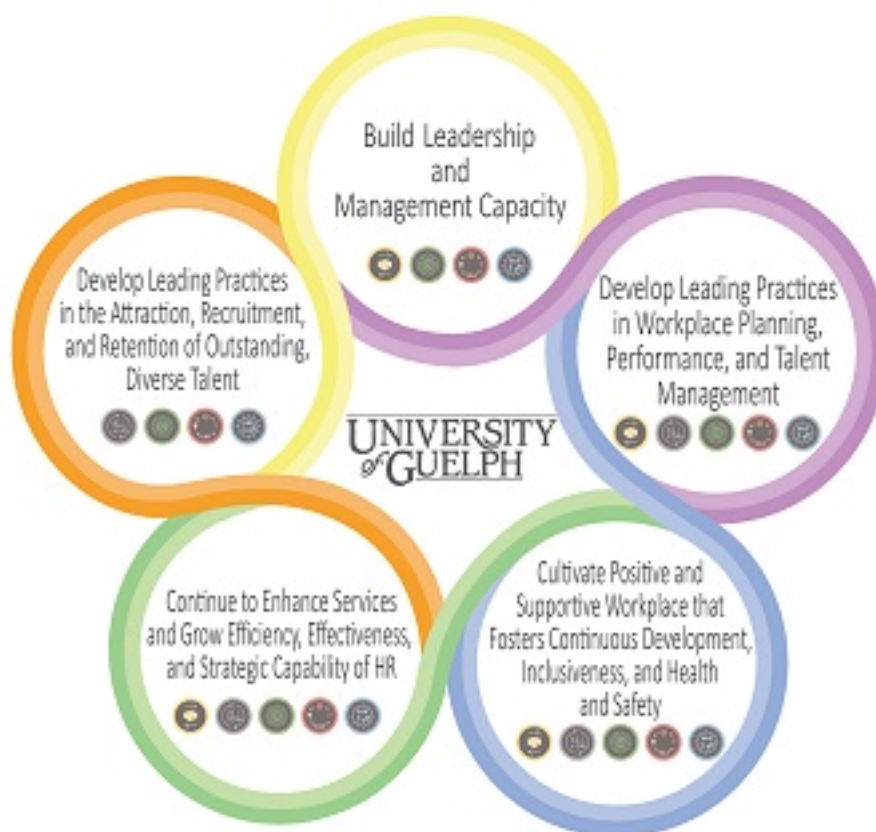 Build Leadership
and
Management Capacity
Develop Leading Practices
in the Attraction, Recruitment,
and Retention of Outstanding,
Diverse Talent
Develop Leading Practices
in Workplace Planning,
Performance, and Talent
Management
UNIVERSITY
of GUELPH
Continue to Enhance Services
and Grow Efficiency, Effectiveness,
and Strategic Capability of HR
Cultivate Positive and
Supportive Workplace that
Fosters Continuous Development,
Inclusiveness, and Health
and Safety